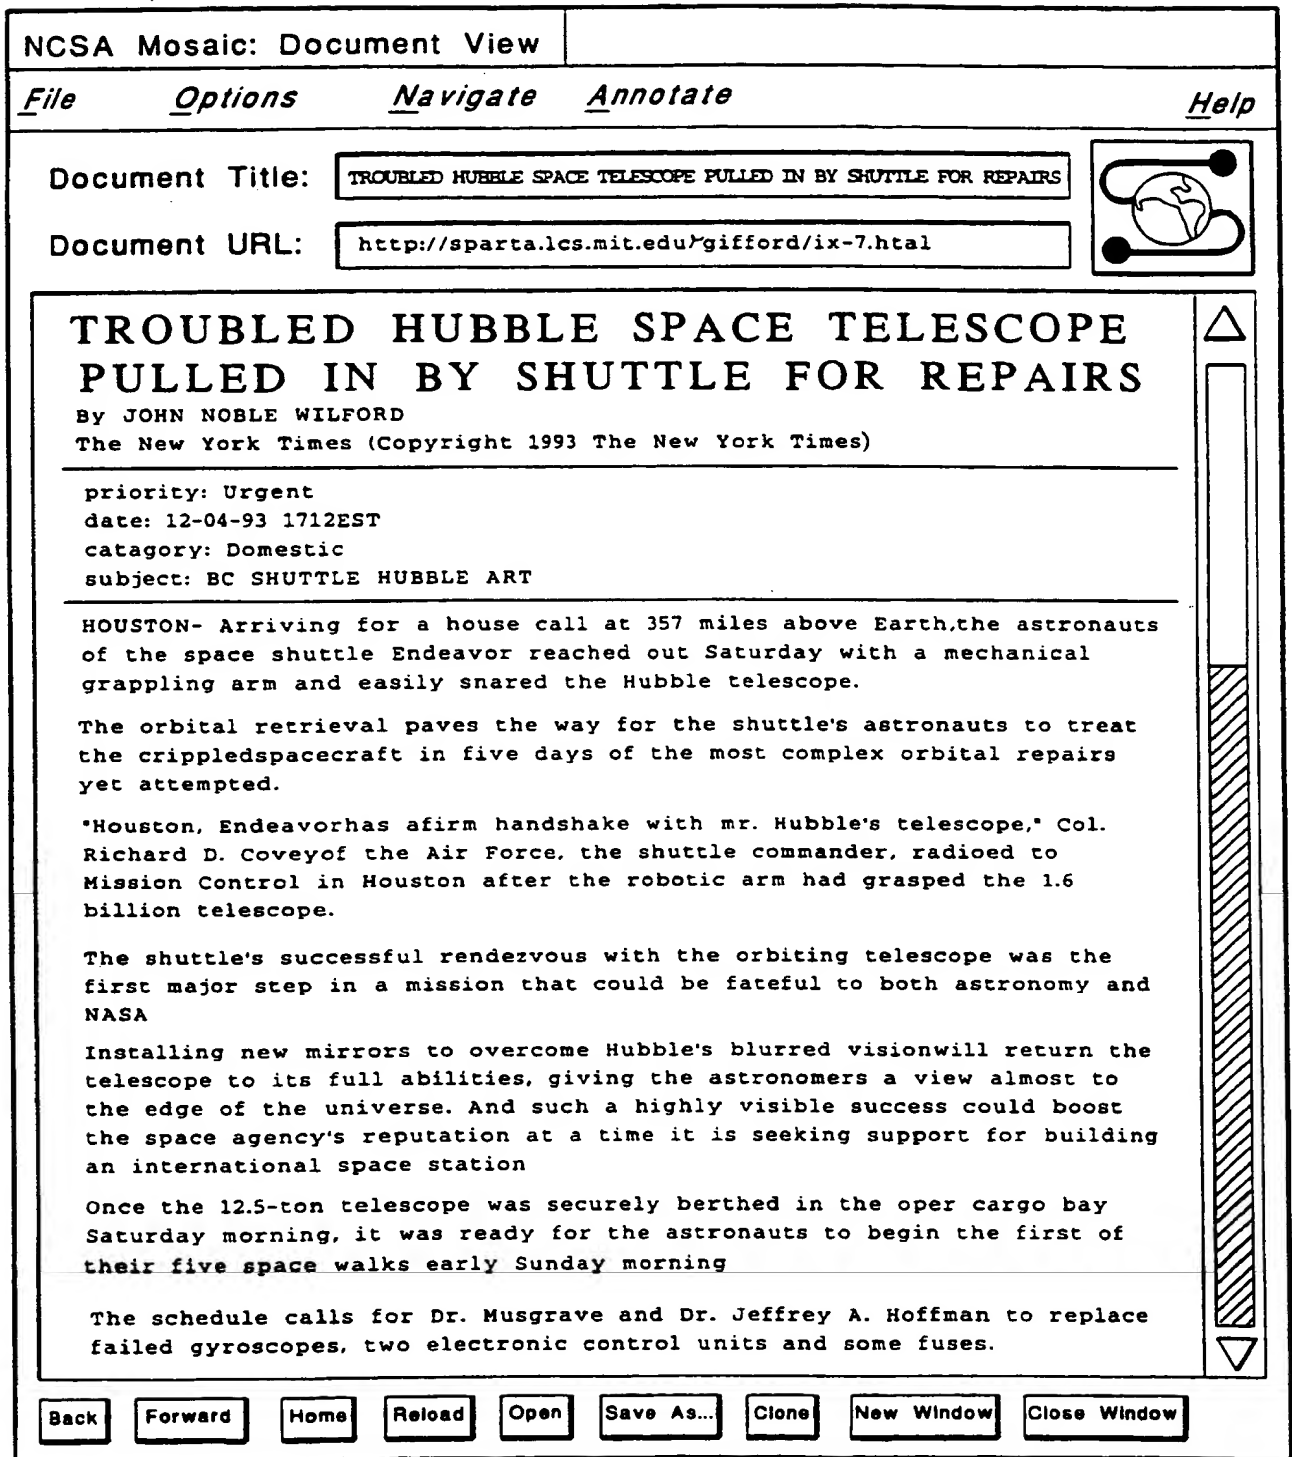 NCSA Mosaic: Document View
File Options Navigate Annotate Help
Document Title: TROUBLED HUBBLE SPACE TELESCOPE PULLED IN BY SHUTTLE FOR REPAIRS
Document URL: http://sparta.lcs.mit.edu/~gifford/ix-7.htal
TROUBLED HUBBLE SPACE TELESCOPE
PULLED IN BY SHUTTLE FOR REPAIRS
By JOHN NOBLE WILFORD
The New York Times (Copyright 1993 The New York Times)
priority: Urgent
date: 12-04-93 1712EST
catagory: Domestic
subject: BC SHUTTLE HUBBLE ART
HOUSTON- Arriving for a house call at 357 miles above Earth,the astronauts
of the space shuttle Endeavor reached out Saturday with a mechanical
grappling arm and easily snared the Hubble telescope.
The orbital retrieval paves the way for the shuttle's astronauts to treat
the crippledspacecraft in five days of the most complex orbital repairs
yet attempted.
"Houston, Endeavorhas afirm handshake with mr. Hubble's telescope," Col.
Richard D. Coveyof the Air Force, the shuttle commander, radioed to
Mission Control in Houston after the robotic arm had grasped the 1.6
billion telescope.
The shuttle's successful rendezvous with the orbiting telescope was the
first major step in a mission that could be fateful to both astronomy and
NASA
Installing new mirrors to overcome Hubble's blurred visionwill return the
telescope to its full abilities, giving the astronomers a view almost to
the edge of the universe. And such a highly visible success could boost
the space agency's reputation at a time it is seeking support for building
an international space station
Once the 12.5-ton telescope was securely berthed in the oper cargo bay
Saturday morning, it was ready for the astronauts to begin the first of
their five space walks early Sunday morning
The schedule calls for Dr. Musgrave and Dr. Jeffrey A. Hoffman to replace
failed gyroscopes, two electronic control units and some fuses.
Back Forward Home Reload Open Save As... Clone New Window Close Window